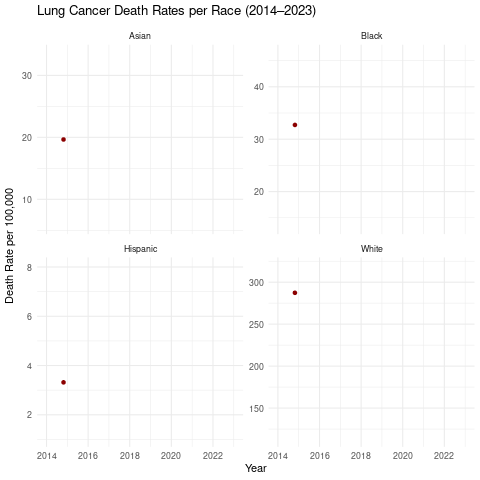 Lung Cancer Death Rates per Race (2014–2023)
Asian
Black
30
20
10
40
30
20
Hispanic
White
8
6
4
2
300
250
200
150
2014 2016 2018 2020 2022
2014 2016 2018 2020 2022
Year
Death Rate per 100,000